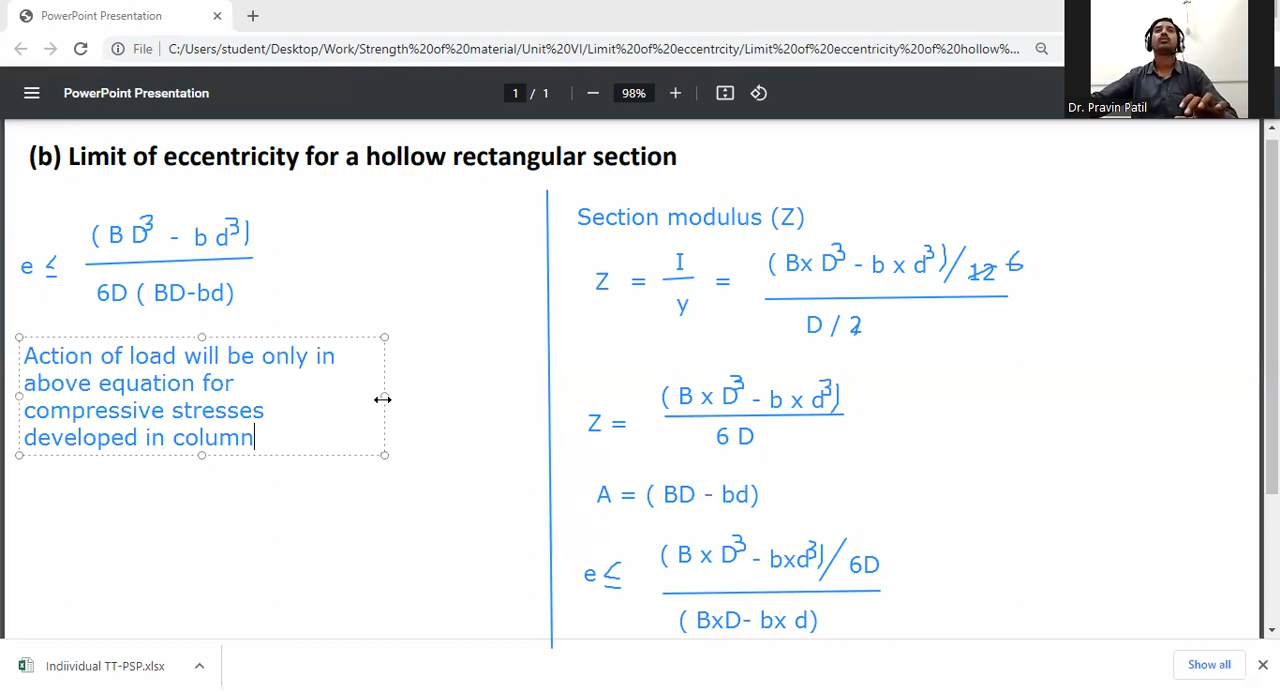 PowerPoint Presentation
File
C:/Users/student/Desktop/Work/Strength%20of%20material/Unit%20VI/Limit%20of%20eccentrcity/Limit%20of%20eccentricity%20of%20hollow%...
Dr. Pravin Patil
PowerPoint Presentation
1 / 1
98%
(b) Limit of eccentricity for a hollow rectangular section
e ≤ (B D³ - b d³) / 6D ( BD-bd)
Action of load will be only in
above equation for
compressive stresses
developed in column
Section modulus (Z)
Z = I / y = ( Bx D³ - b x d³)/ 12 6 / D / 2
Z = ( B x D³ - b x d³) / 6 D
A = ( BD - bd)
e ≤ ( B x D³ - bxd³)/ 6D / ( BxD- bx d)
Indiividual TT-PSP.xlsx
Show all